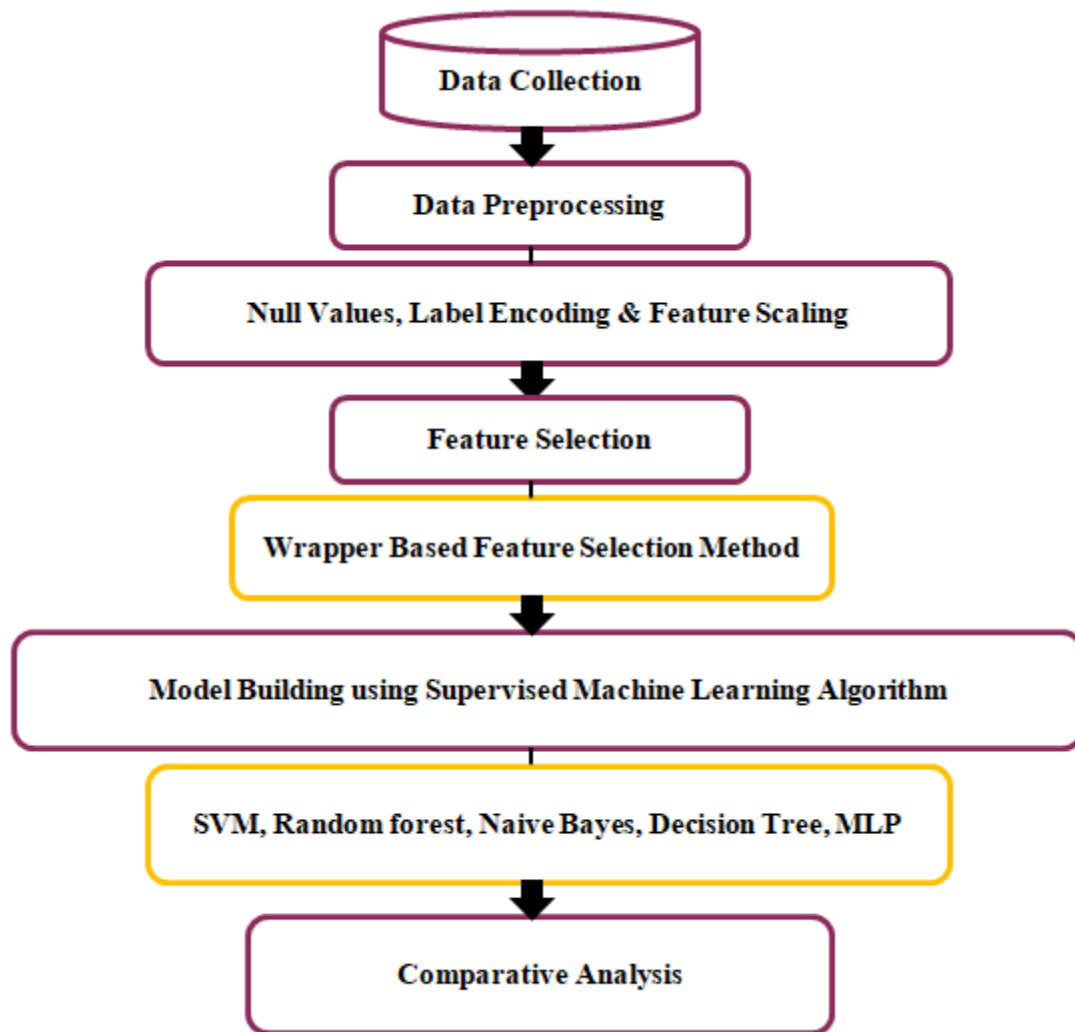 Data Collection
Data Preprocessing
Null Values, Label Encoding & Feature Scaling
Feature Selection
Wrapper Based Feature Selection Method
Model Building using Supervised Machine Learning Algorithm
SVM, Random forest, Naive Bayes, Decision Tree, MLP
Comparative Analysis